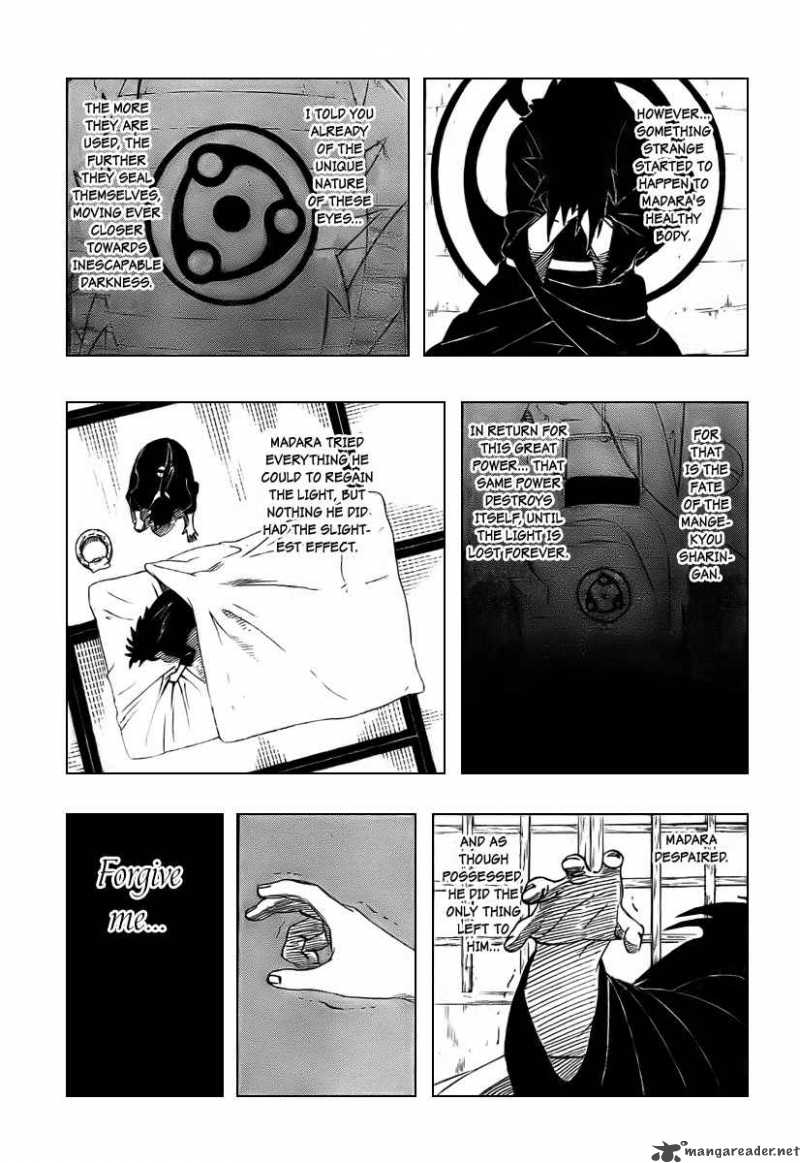 HOWEVER...
SOMETHING
STRANGE
STARTED TO
HAPPEN TO
MADARA'S
HEALTHY
BODY.
I TOLD YOU
ALREADY
OF THE
UNIQUE
NATURE
OF THESE
EYES...
THE MORE
THEY ARE
USED, THE
FURTHER
THEY SEAL
THEMSELVES,
MOVING EVER
CLOSER
TOWARDS
INESCAPABLE
DARKNESS.
FOR
THAT IS
THE FATE
OF THE
MANGE-
KYOU
SHARIN-
GAN.
IN RETURN FOR
THIS GREAT
POWER... THAT
SAME POWER
DESTROYS
ITSELF, UNTIL
THE LIGHT IS
LOST FOREVER.
MADARA TRIED
EVERYTHING HE
COULD TO REGAIN
THE LIGHT, BUT
NOTHING HE DID
HAD THE SLIGHT-
EST EFFECT.
MADARA
DESPAIRED.
AND AS
THOUGH
POSSESSED,
HE DID THE
ONLY THING
LEFT TO
HIM...
Forgive
me...
mangareader.net